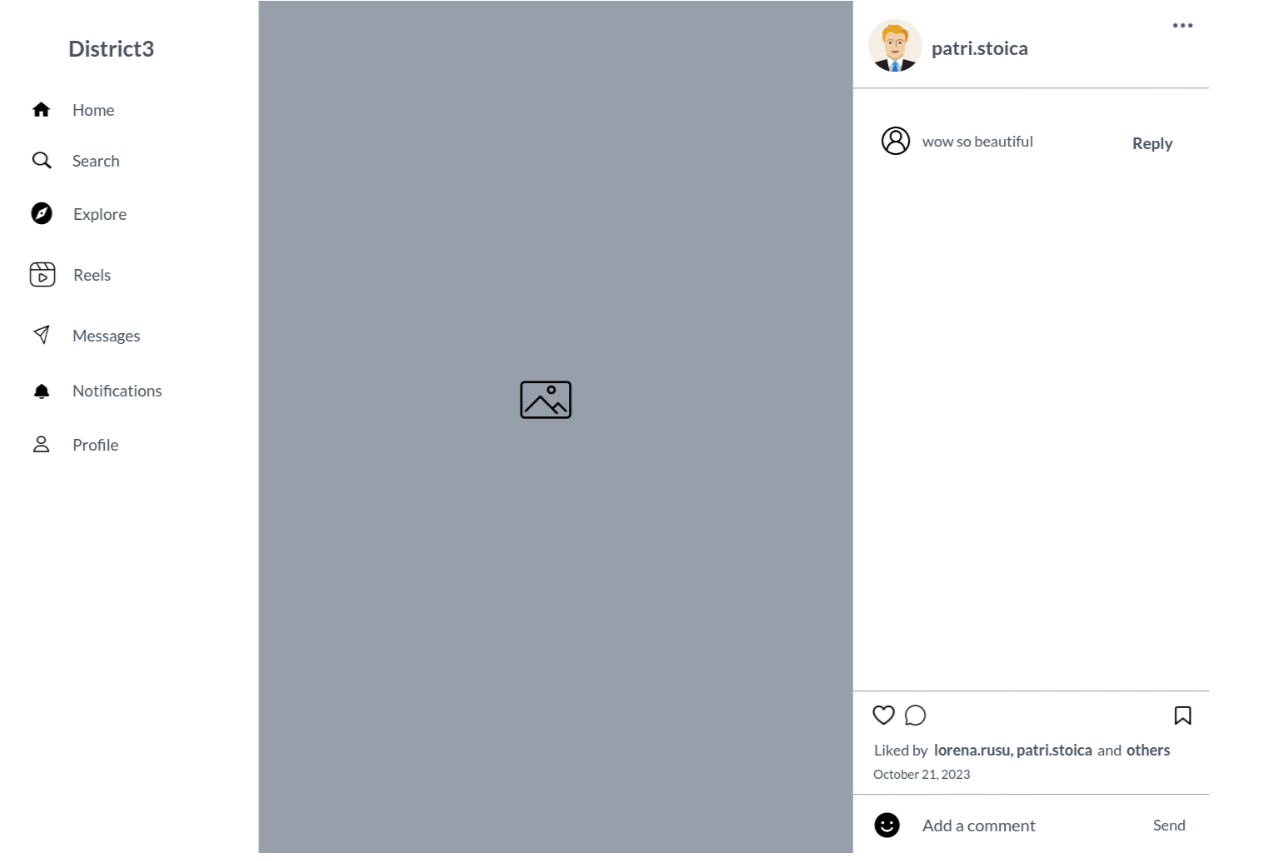 District3
Home
Search
Explore
Reels
Messages
Notifications
Profile
patri.stoica
wow so beautiful Reply
Liked by lorena.rusu, patri.stoica and others
October 21, 2023
Add a comment Send